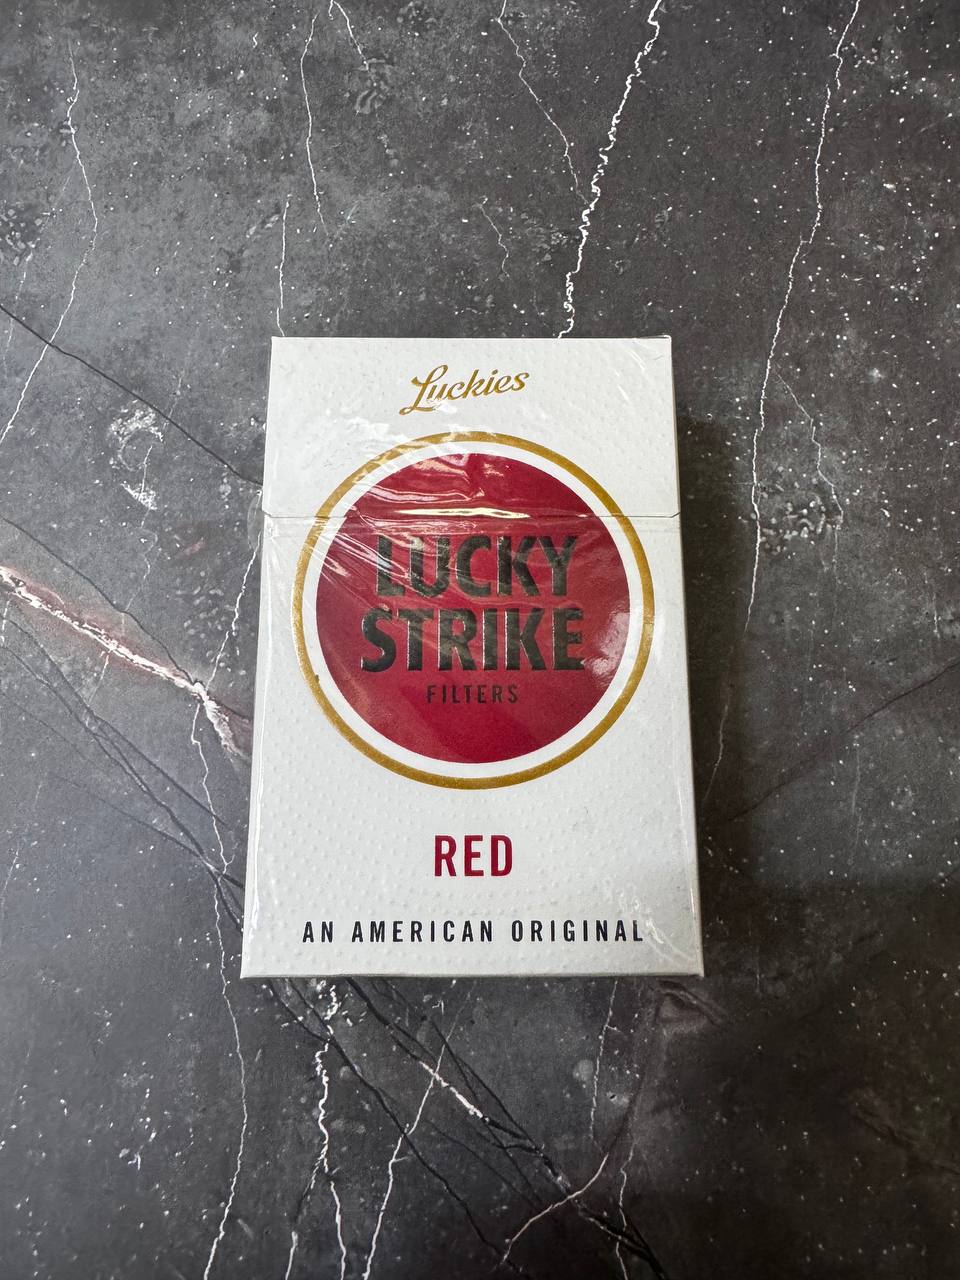 Luckies
LUCKY
STRIKE
FILTERS
RED
AN AMERICAN ORIGINAL